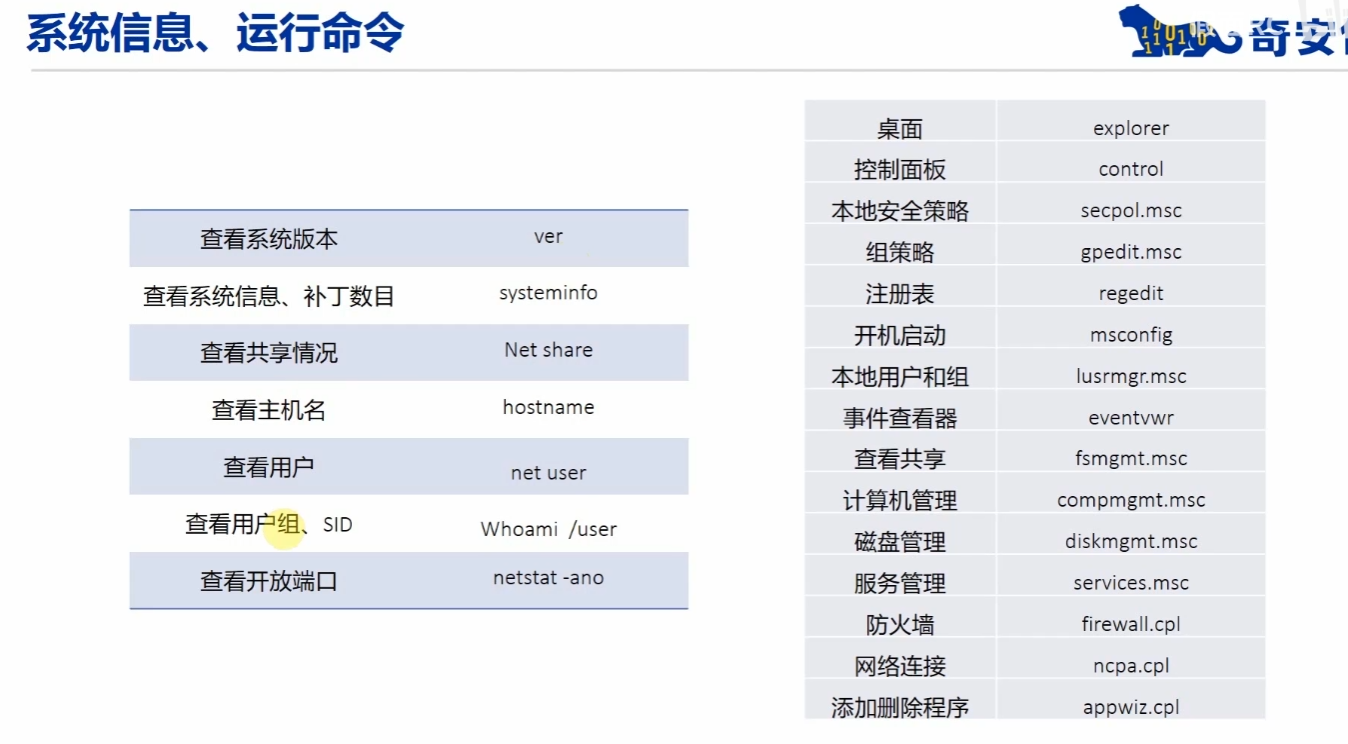 系统信息、运行命令
奇安
查看系统版本 ver
查看系统信息、补丁数目 systeminfo
查看共享情况 Net share
查看主机名 hostname
查看用户 net user
查看用户组、SID Whoami /user
查看开放端口 netstat -ano
桌面 explorer
控制面板 control
本地安全策略 secpol.msc
组策略 gpedit.msc
注册表 regedit
开机启动 msconfig
本地用户和组 lusrmgr.msc
事件查看器 eventvwr
查看共享 fsmgmt.msc
计算机管理 compmgmt.msc
磁盘管理 diskmgmt.msc
服务管理 services.msc
防火墙 firewall.cpl
网络连接 ncpa.cpl
添加删除程序 appwiz.cpl